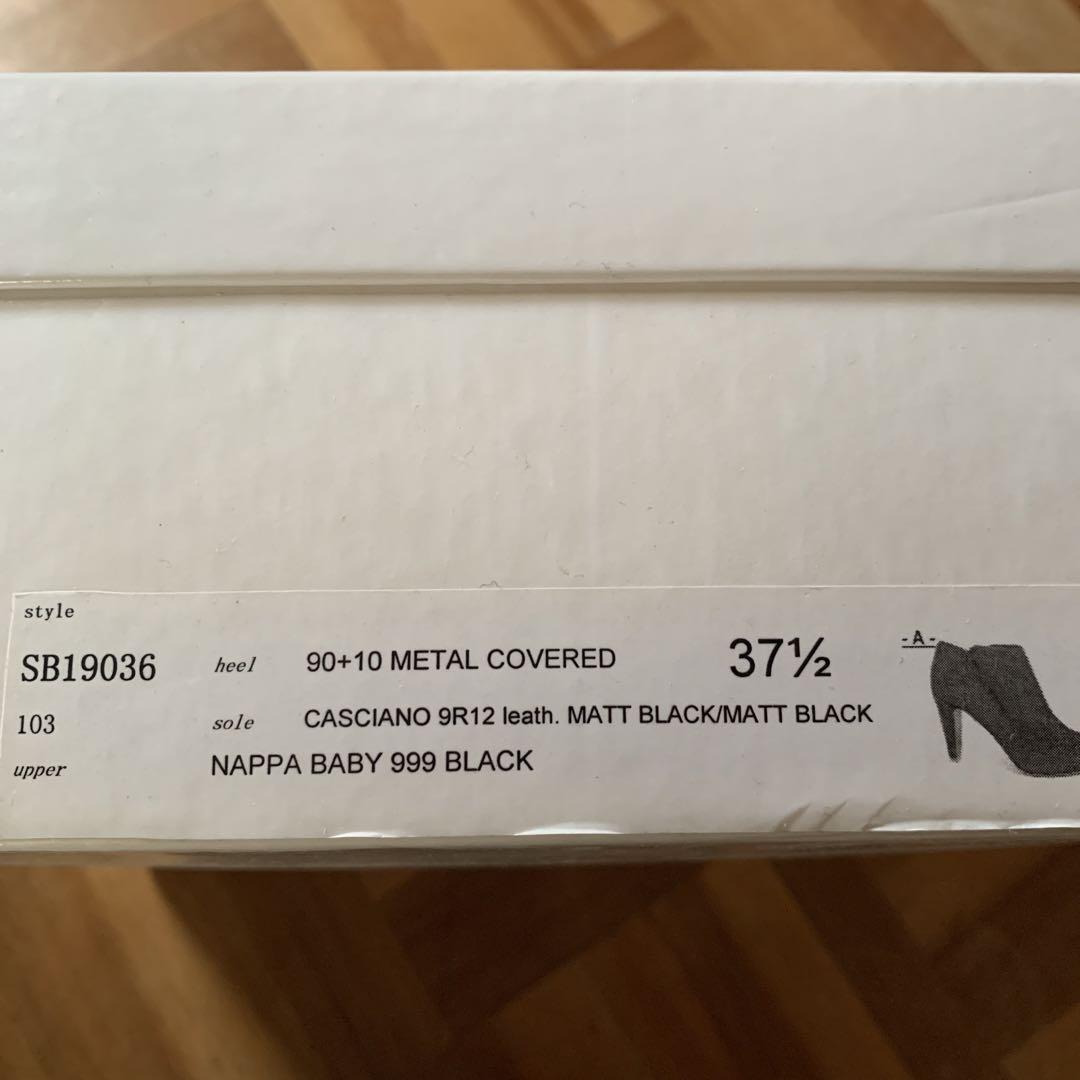 style
SB19036 heel 90+10 METAL COVERED 37½ -A-
103 sole CASCIANO 9R12 leath. MATT BLACK/MATT BLACK
upper NAPPA BABY 999 BLACK